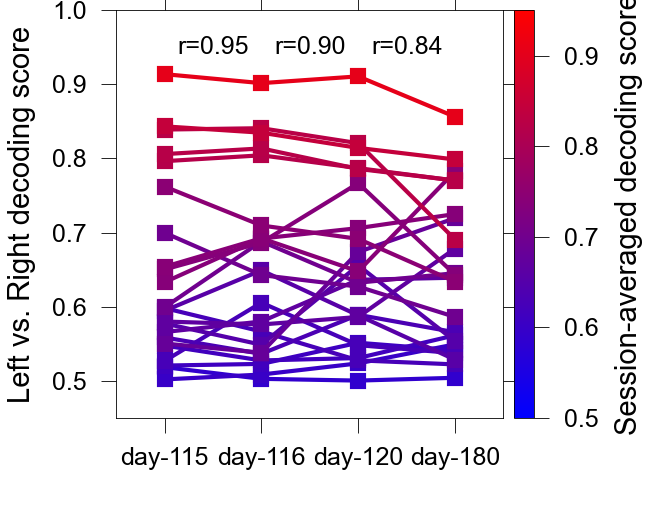 Left vs. Right decoding score
1.0
0.9
0.8
0.7
0.6
0.5
r=0.95 r=0.90 r=0.84
day-115 day-116 day-120 day-180
0.9
0.8
0.7
0.6
0.5
Session-averaged decoding score